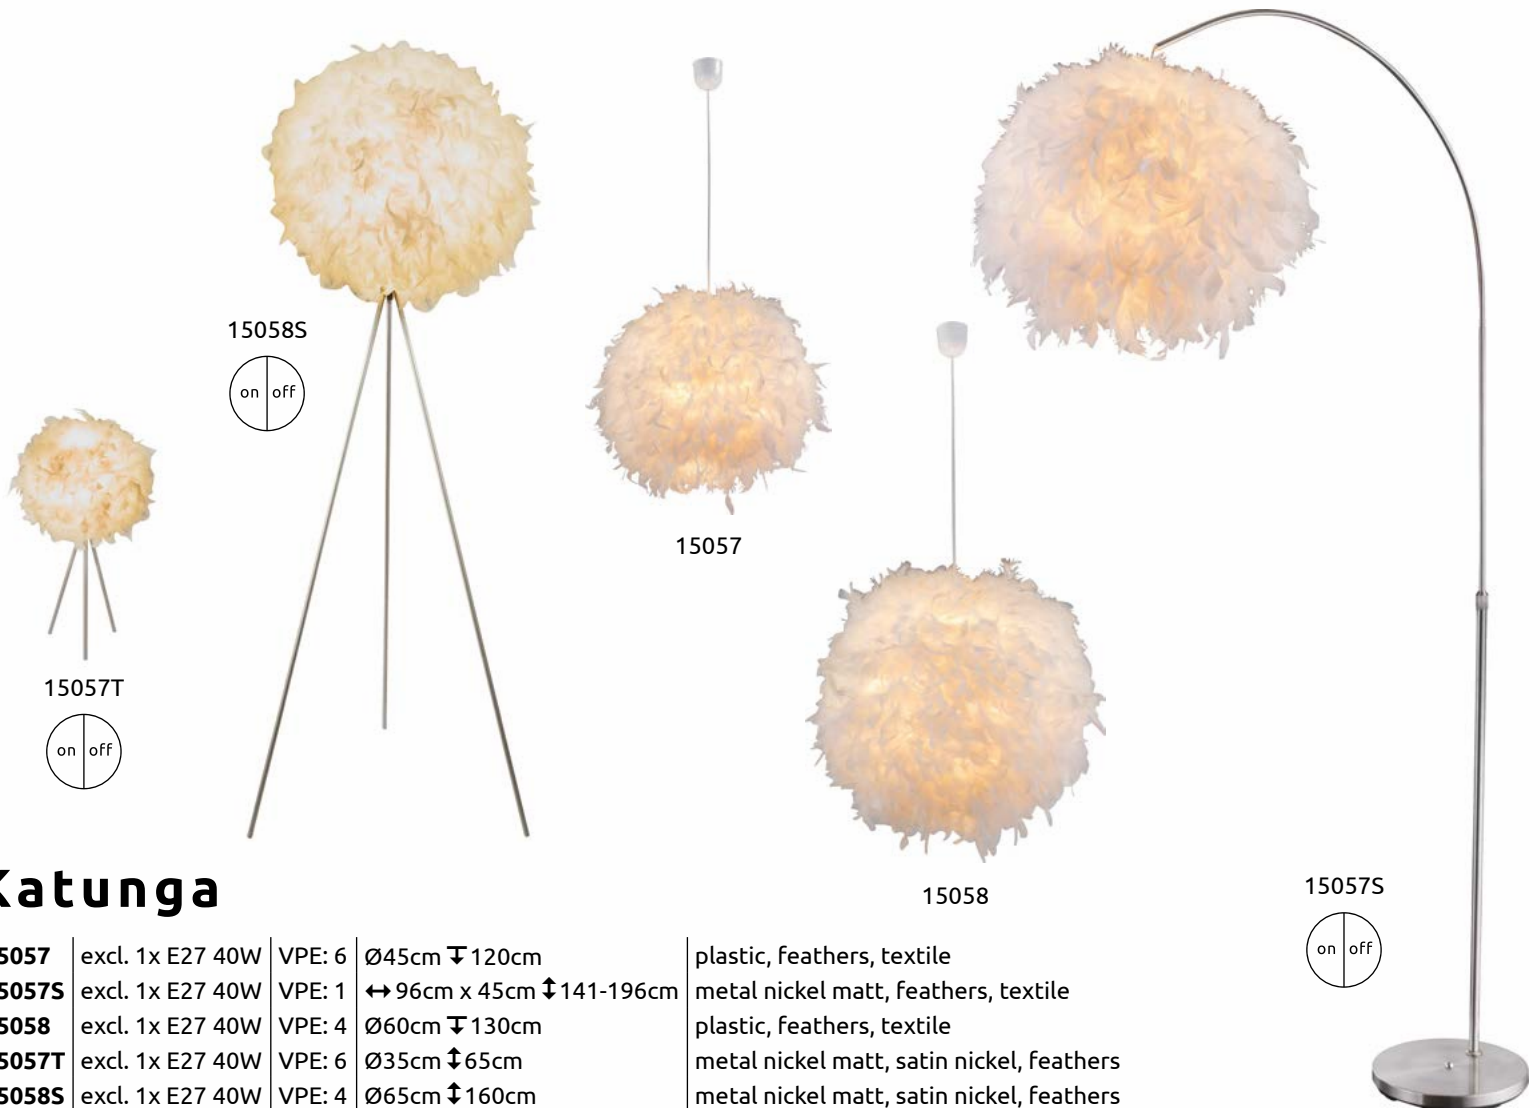 15058S
on off
15057
15057T
on off
15058
15057S
on off
Katunga
5057 excl. 1x E27 40W VPE: 6 Ø45cm ↧120cm plastic, feathers, textile
5057S excl. 1x E27 40W VPE: 1 ↔96cm x 45cm ↕141-196cm metal nickel matt, feathers, textile
5058 excl. 1x E27 40W VPE: 4 Ø60cm ↧130cm plastic, feathers, textile
5057T excl. 1x E27 40W VPE: 6 Ø35cm ↕65cm metal nickel matt, satin nickel, feathers
5058S excl. 1x E27 40W VPE: 4 Ø65cm ↕160cm metal nickel matt, satin nickel, feathers